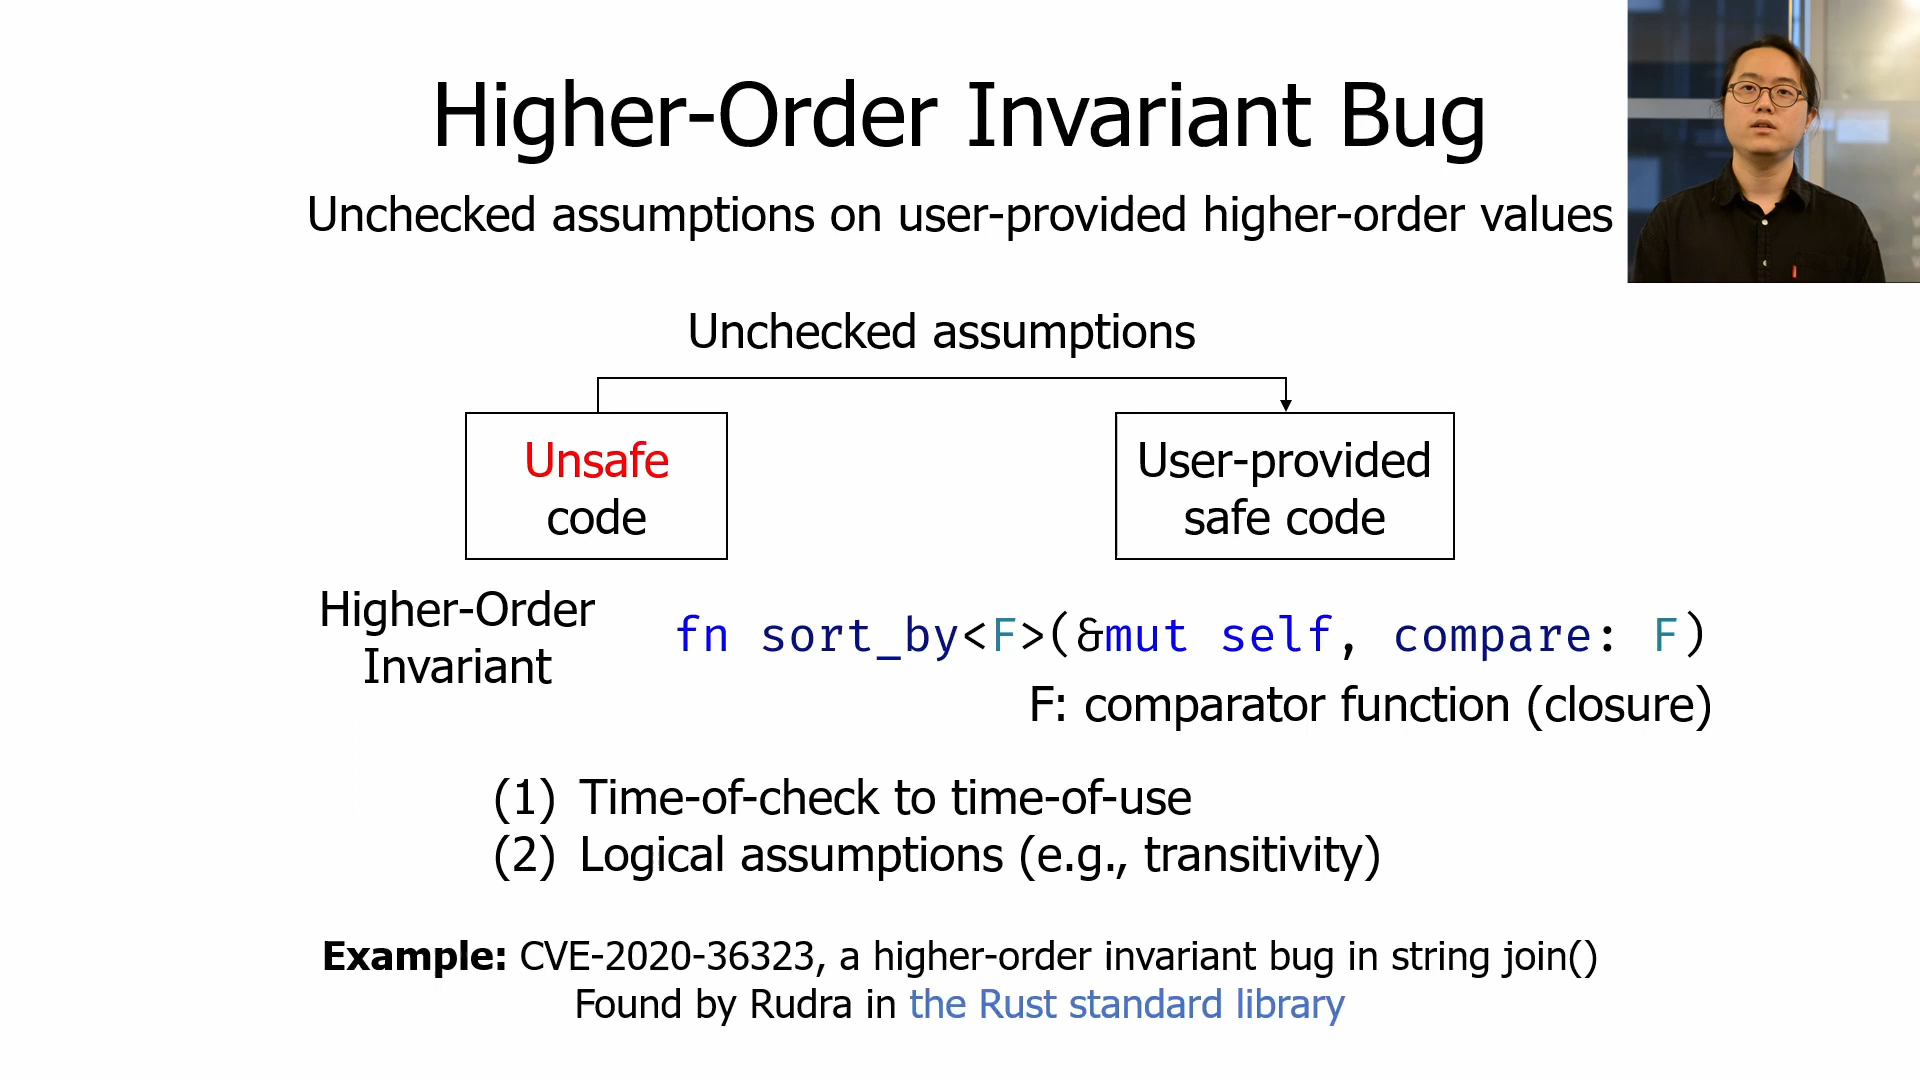 Higher-Order Invariant Bug
Unchecked assumptions on user-provided higher-order values
Unchecked assumptions
Unsafe
code
User-provided
safe code
Higher-Order
Invariant
fn sort_by<F>(&mut self, compare: F)
F: comparator function (closure)
(1) Time-of-check to time-of-use
(2) Logical assumptions (e.g., transitivity)
Example: CVE-2020-36323, a higher-order invariant bug in string join()
Found by Rudra in the Rust standard library